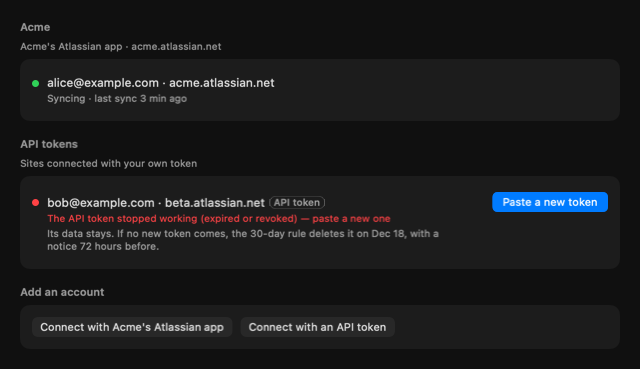 Acme
Acme's Atlassian app · acme.atlassian.net
alice@example.com · acme.atlassian.net
Syncing · last sync 3 min ago
API tokens
Sites connected with your own token
bob@example.com · beta.atlassian.net API token
Paste a new token
The API token stopped working (expired or revoked) — paste a new one
Its data stays. If no new token comes, the 30-day rule deletes it on Dec 18, with a
notice 72 hours before.
Add an account
Connect with Acme's Atlassian app
Connect with an API token